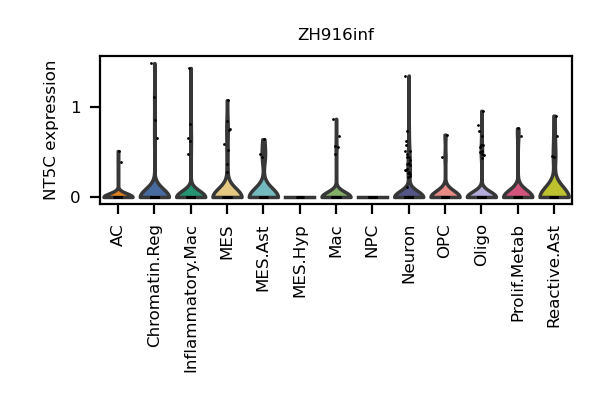 ZH916inf
NT5C expression
1
0
AC
Chromatin.Reg
Inflammatory.Mac
MES
MES.Ast
MES.Hyp
Mac
NPC
Neuron
OPC
Oligo
Prolif.Metab
Reactive.Ast